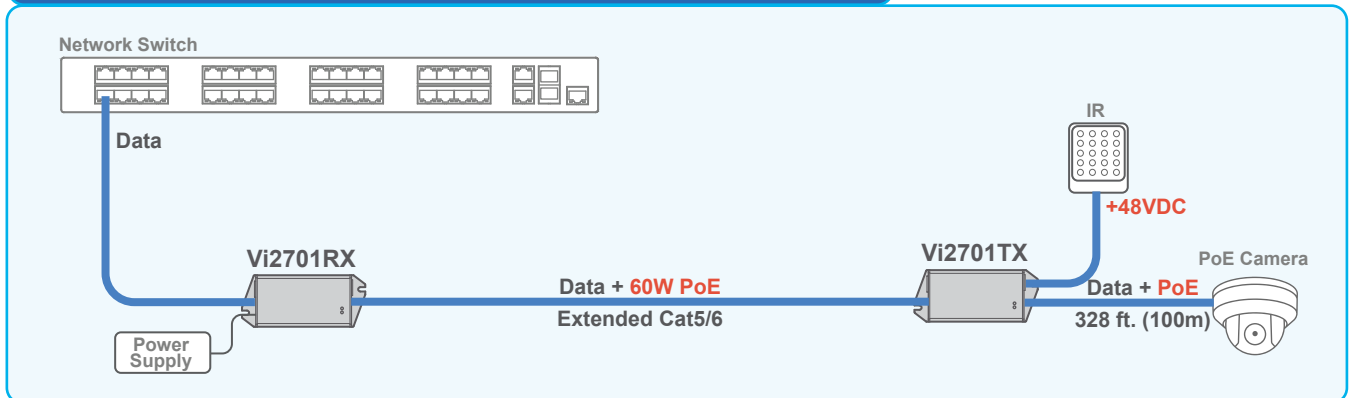 Network Switch
Data
IR
+48VDC
Vi2701RX
Vi2701TX
PoE Camera
Data + 60W PoE
Extended Cat5/6
Data + PoE
328 ft. (100m)
Power
Supply